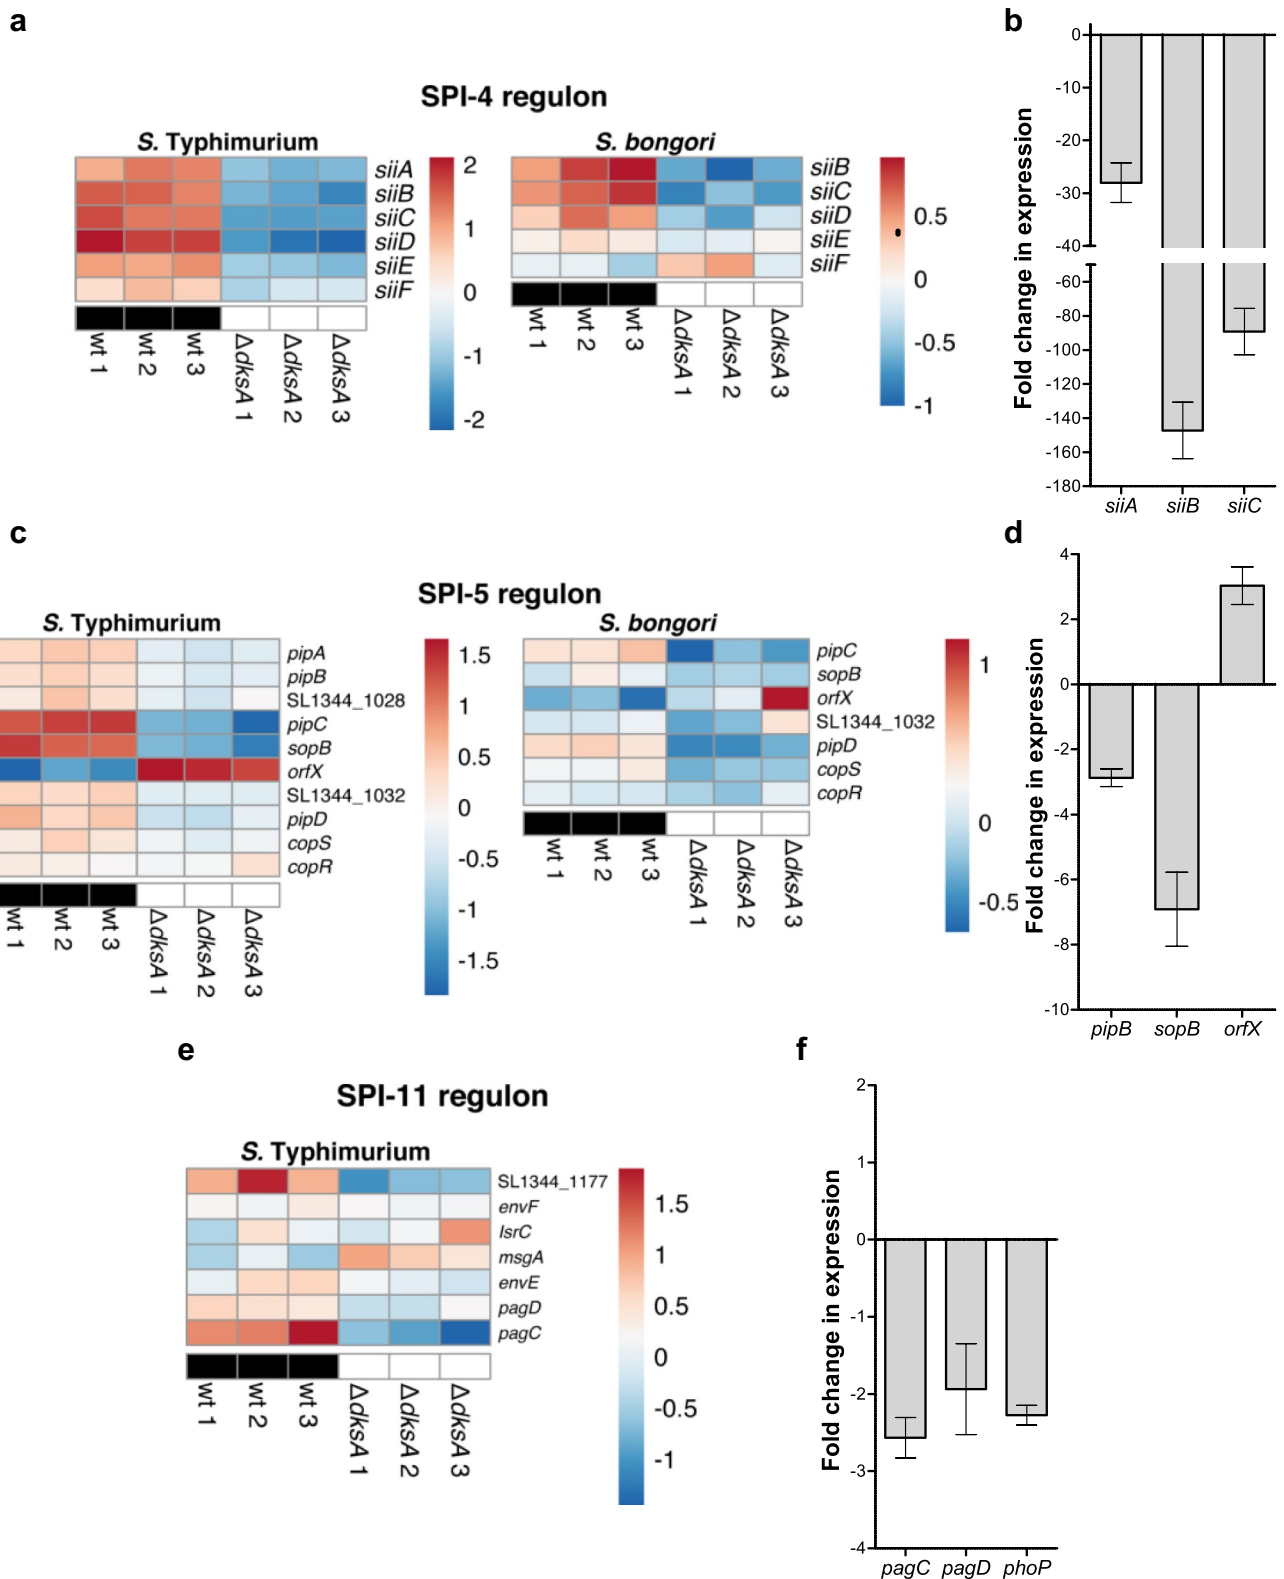 a
SPI-4 regulon
S. Typhimurium
siiA
siiB
siiC
siiD
siiE
siiF
wt 1
wt 2
wt 3
ΔdksA 1
ΔdksA 2
ΔdksA 3
2
1
0
-1
-2
S. bongori
siiB
siiC
siiD
siiE
siiF
wt 1
wt 2
wt 3
ΔdksA 1
ΔdksA 2
ΔdksA 3
0.5
0
-0.5
-1
b
Fold change in expression
0
-10
-20
-30
-40
-60
-80
-100
-120
-140
-160
-180
siiA siiB siiC
c
SPI-5 regulon
S. Typhimurium
pipA
pipB
SL1344_1028
pipC
sopB
orfX
SL1344_1032
pipD
copS
copR
wt 1
wt 2
wt 3
ΔdksA 1
ΔdksA 2
ΔdksA 3
1.5
1
0.5
0
-0.5
-1
-1.5
S. bongori
pipC
sopB
orfX
SL1344_1032
pipD
copS
copR
wt 1
wt 2
wt 3
ΔdksA 1
ΔdksA 2
ΔdksA 3
1
0
-0.5
d
Fold change in expression
4
2
0
-2
-4
-6
-8
-10
pipB sopB orfX
e
SPI-11 regulon
S. Typhimurium
SL1344_1177
envF
lsrC
msgA
envE
pagD
pagC
wt 1
wt 2
wt 3
ΔdksA 1
ΔdksA 2
ΔdksA 3
1.5
1
0.5
0
-0.5
-1
f
Fold change in expression
2
1
0
-1
-2
-3
-4
pagC pagD phoP